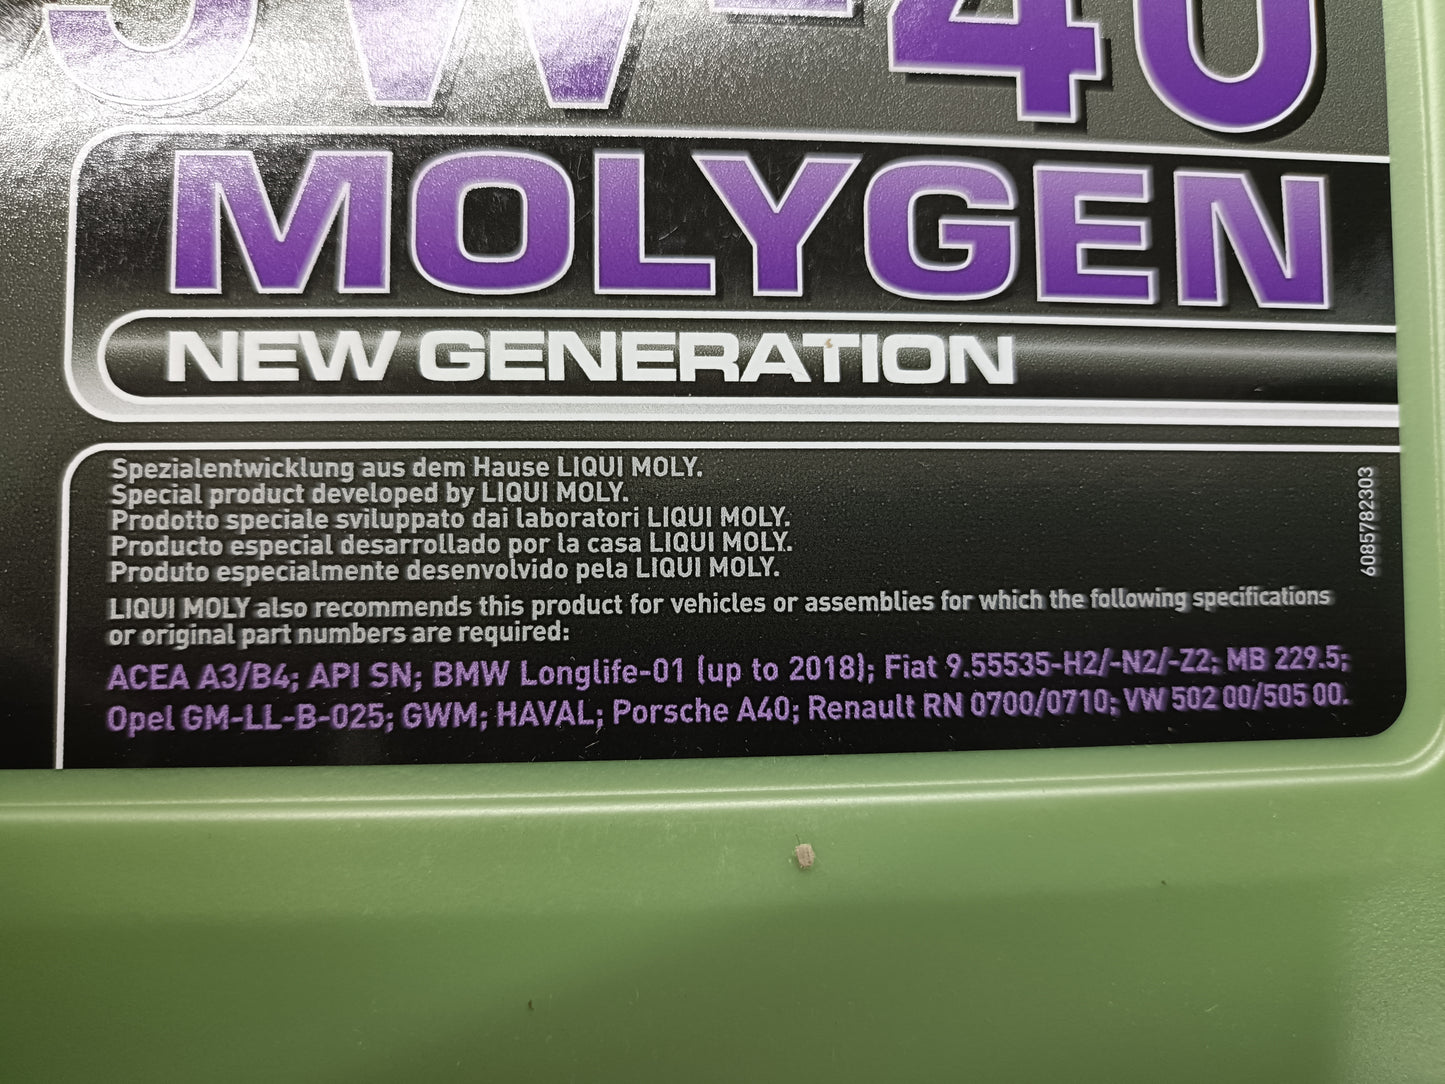 5W-40
MOLYGEN
NEW GENERATION
Spezialentwicklung aus dem Hause LIQUI MOLY.
Special product developed by LIQUI MOLY.
Prodotto speciale sviluppato dai laboratori LIQUI MOLY.
Producto especial desarrollado por la casa LIQUI MOLY.
Produto especialmente desenvolvido pela LIQUI MOLY.
LIQUI MOLY also recommends this product for vehicles or assemblies for which the following specifications
or original part numbers are required:
ACEA A3/B4; API SN; BMW Longlife-01 (up to 2018); Fiat 9.55535-H2/-N2/-Z2; MB 229.5;
Opel GM-LL-B-025; GWM; HAVAL; Porsche A40; Renault RN 0700/0710; VW 502 00/505 00.
6085782303